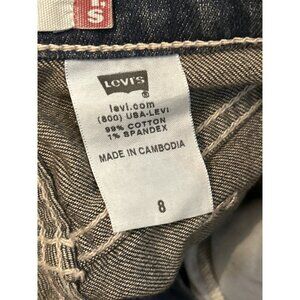 LEVI'S
®
levi.com
(800) USA-LEVI
99% COTTON
1% SPANDEX
MADE IN CAMBODIA
8